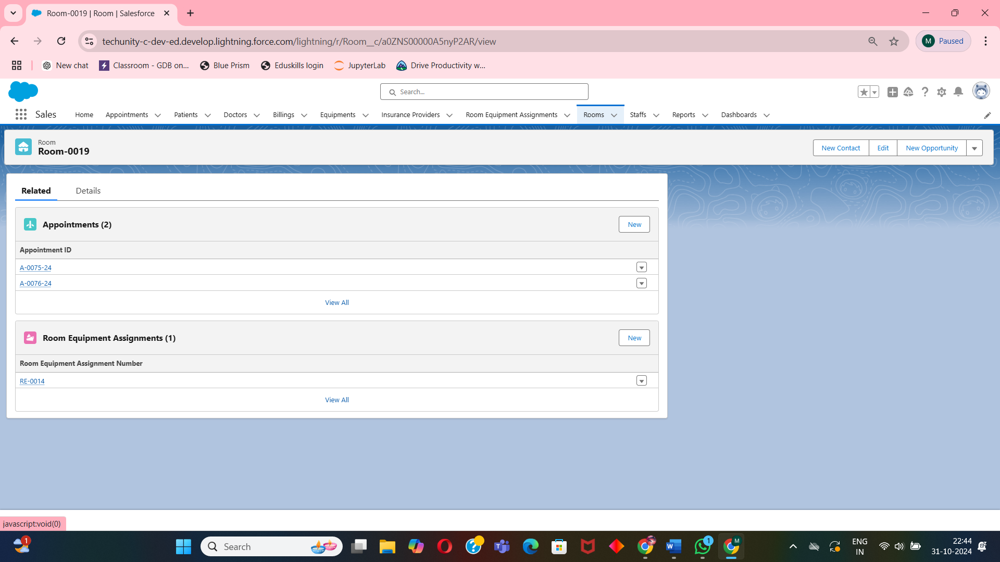 Room-0019 | Room | Salesforce
techunity-c-dev-ed.develop.lightning.force.com/lightning/r/Room__c/a0ZNS00000A5nyP2AR/view
M Paused
New chat
Classroom - GDB on...
Blue Prism
Eduskills login
JupyterLab
Drive Productivity w...
Search...
Sales
Home
Appointments
Patients
Doctors
Billings
Equipments
Insurance Providers
Room Equipment Assignments
Rooms
Staffs
Reports
Dashboards
Room
Room-0019
New Contact
Edit
New Opportunity
Related
Details
Appointments (2)
New
Appointment ID
A-0075-24
A-0076-24
View All
Room Equipment Assignments (1)
New
Room Equipment Assignment Number
RE-0014
View All
javascript:void(0)
1
Search
1
M
ENG
IN
22:44
31-10-2024